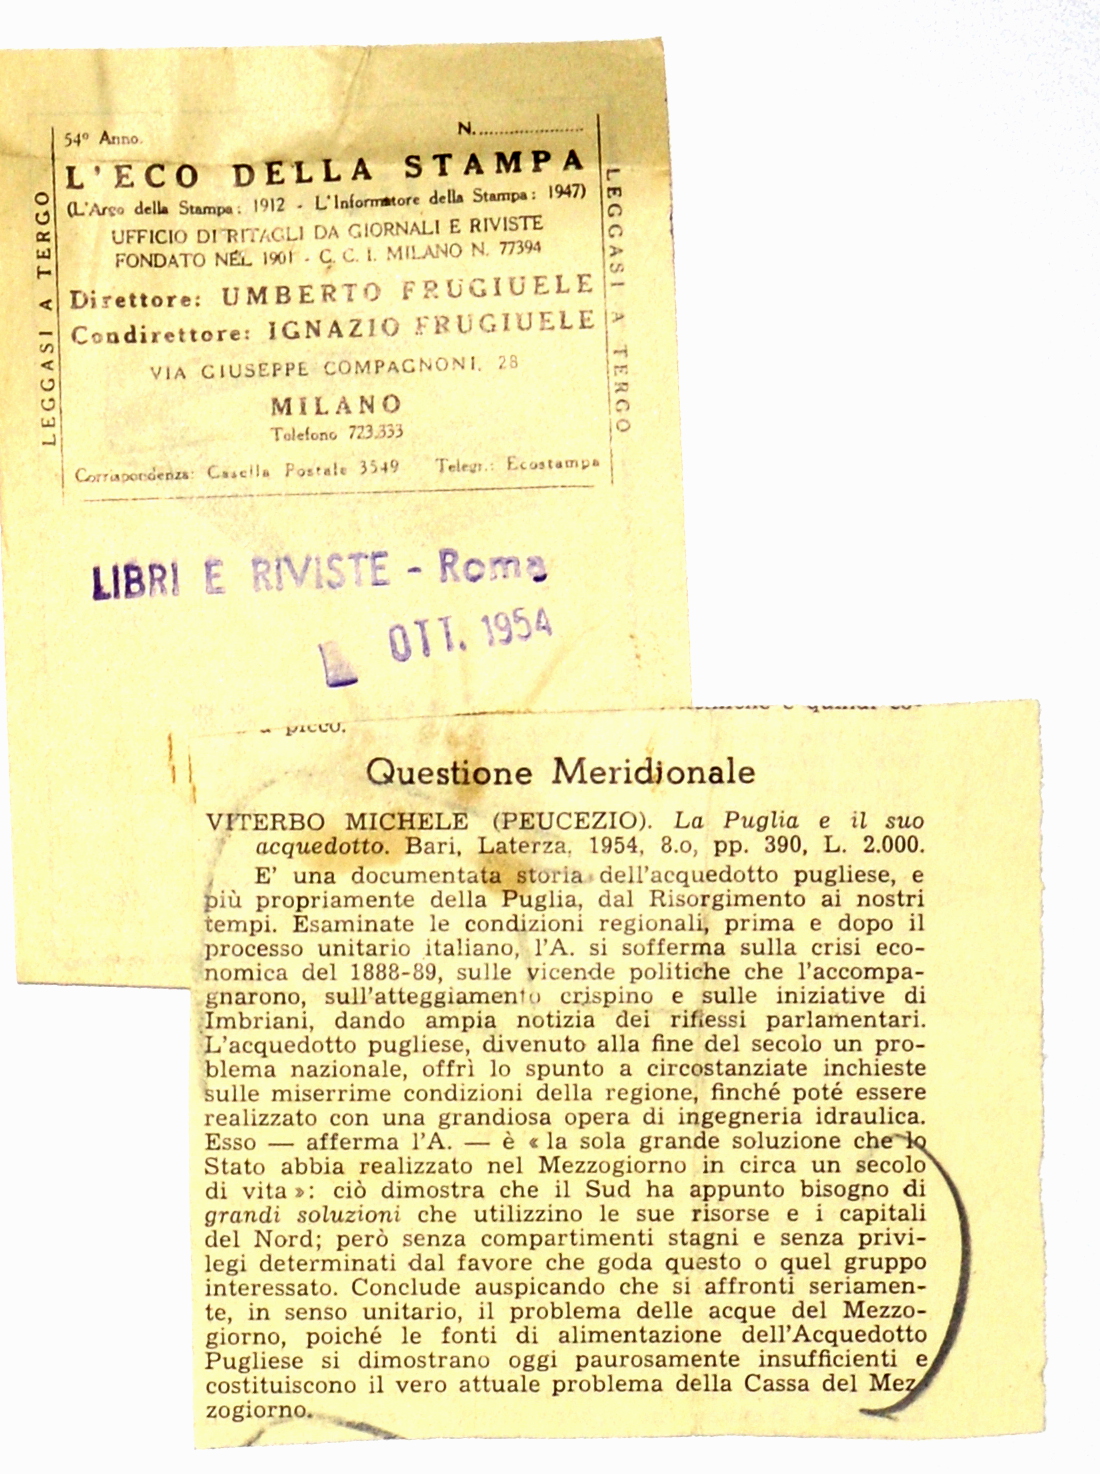 54º Anno. N.
L'ECO DELLA STAMPA
(L'Argo della Stampa: 1912 - L'Informatore della Stampa: 1947)
UFFICIO DI RITAGLI DA GIORNALI E RIVISTE
FONDATO NEL 1901 - C. C. I. MILANO N. 77394
Direttore: UMBERTO FRUGIUELE
Condirettore: IGNAZIO FRUGIUELE
VIA GIUSEPPE COMPAGNONI, 28
MILANO
Telefono 723.333
Corrispondenza: Casella Postale 3549 Telegr.: Ecostampa
LEGGASI A TERGO
LEGGASI A TERGO
LIBRI E RIVISTE - Roma
OTT. 1954
picco.
Questione Meridionale
VITERBO MICHELE (PEUCEZIO). La Puglia e il suo
acquedotto. Bari, Laterza, 1954, 8.o, pp. 390, L. 2.000.
E' una documentata storia dell'acquedotto pugliese, e
più propriamente della Puglia, dal Risorgimento ai nostri
tempi. Esaminate le condizioni regionali, prima e dopo il
processo unitario italiano, l'A. si sofferma sulla crisi eco-
nomica del 1888-89, sulle vicende politiche che l'accompa-
gnarono, sull'atteggiamento crispino e sulle iniziative di
Imbriani, dando ampia notizia dei riflessi parlamentari.
L'acquedotto pugliese, divenuto alla fine del secolo un pro-
blema nazionale, offrì lo spunto a circostanziate inchieste
sulle miserrime condizioni della regione, finché poté essere
realizzato con una grandiosa opera di ingegneria idraulica.
Esso — afferma l'A. — è « la sola grande soluzione che lo
Stato abbia realizzato nel Mezzogiorno in circa un secolo
di vita »: ciò dimostra che il Sud ha appunto bisogno di
grandi soluzioni che utilizzino le sue risorse e i capitali
del Nord; però senza compartimenti stagni e senza privi-
legi determinati dal favore che goda questo o quel gruppo
interessato. Conclude auspicando che si affronti seriamen-
te, in senso unitario, il problema delle acque del Mezzo-
giorno, poiché le fonti di alimentazione dell'Acquedotto
Pugliese si dimostrano oggi paurosamente insufficienti e
costituiscono il vero attuale problema della Cassa del Mez-
zogiorno.